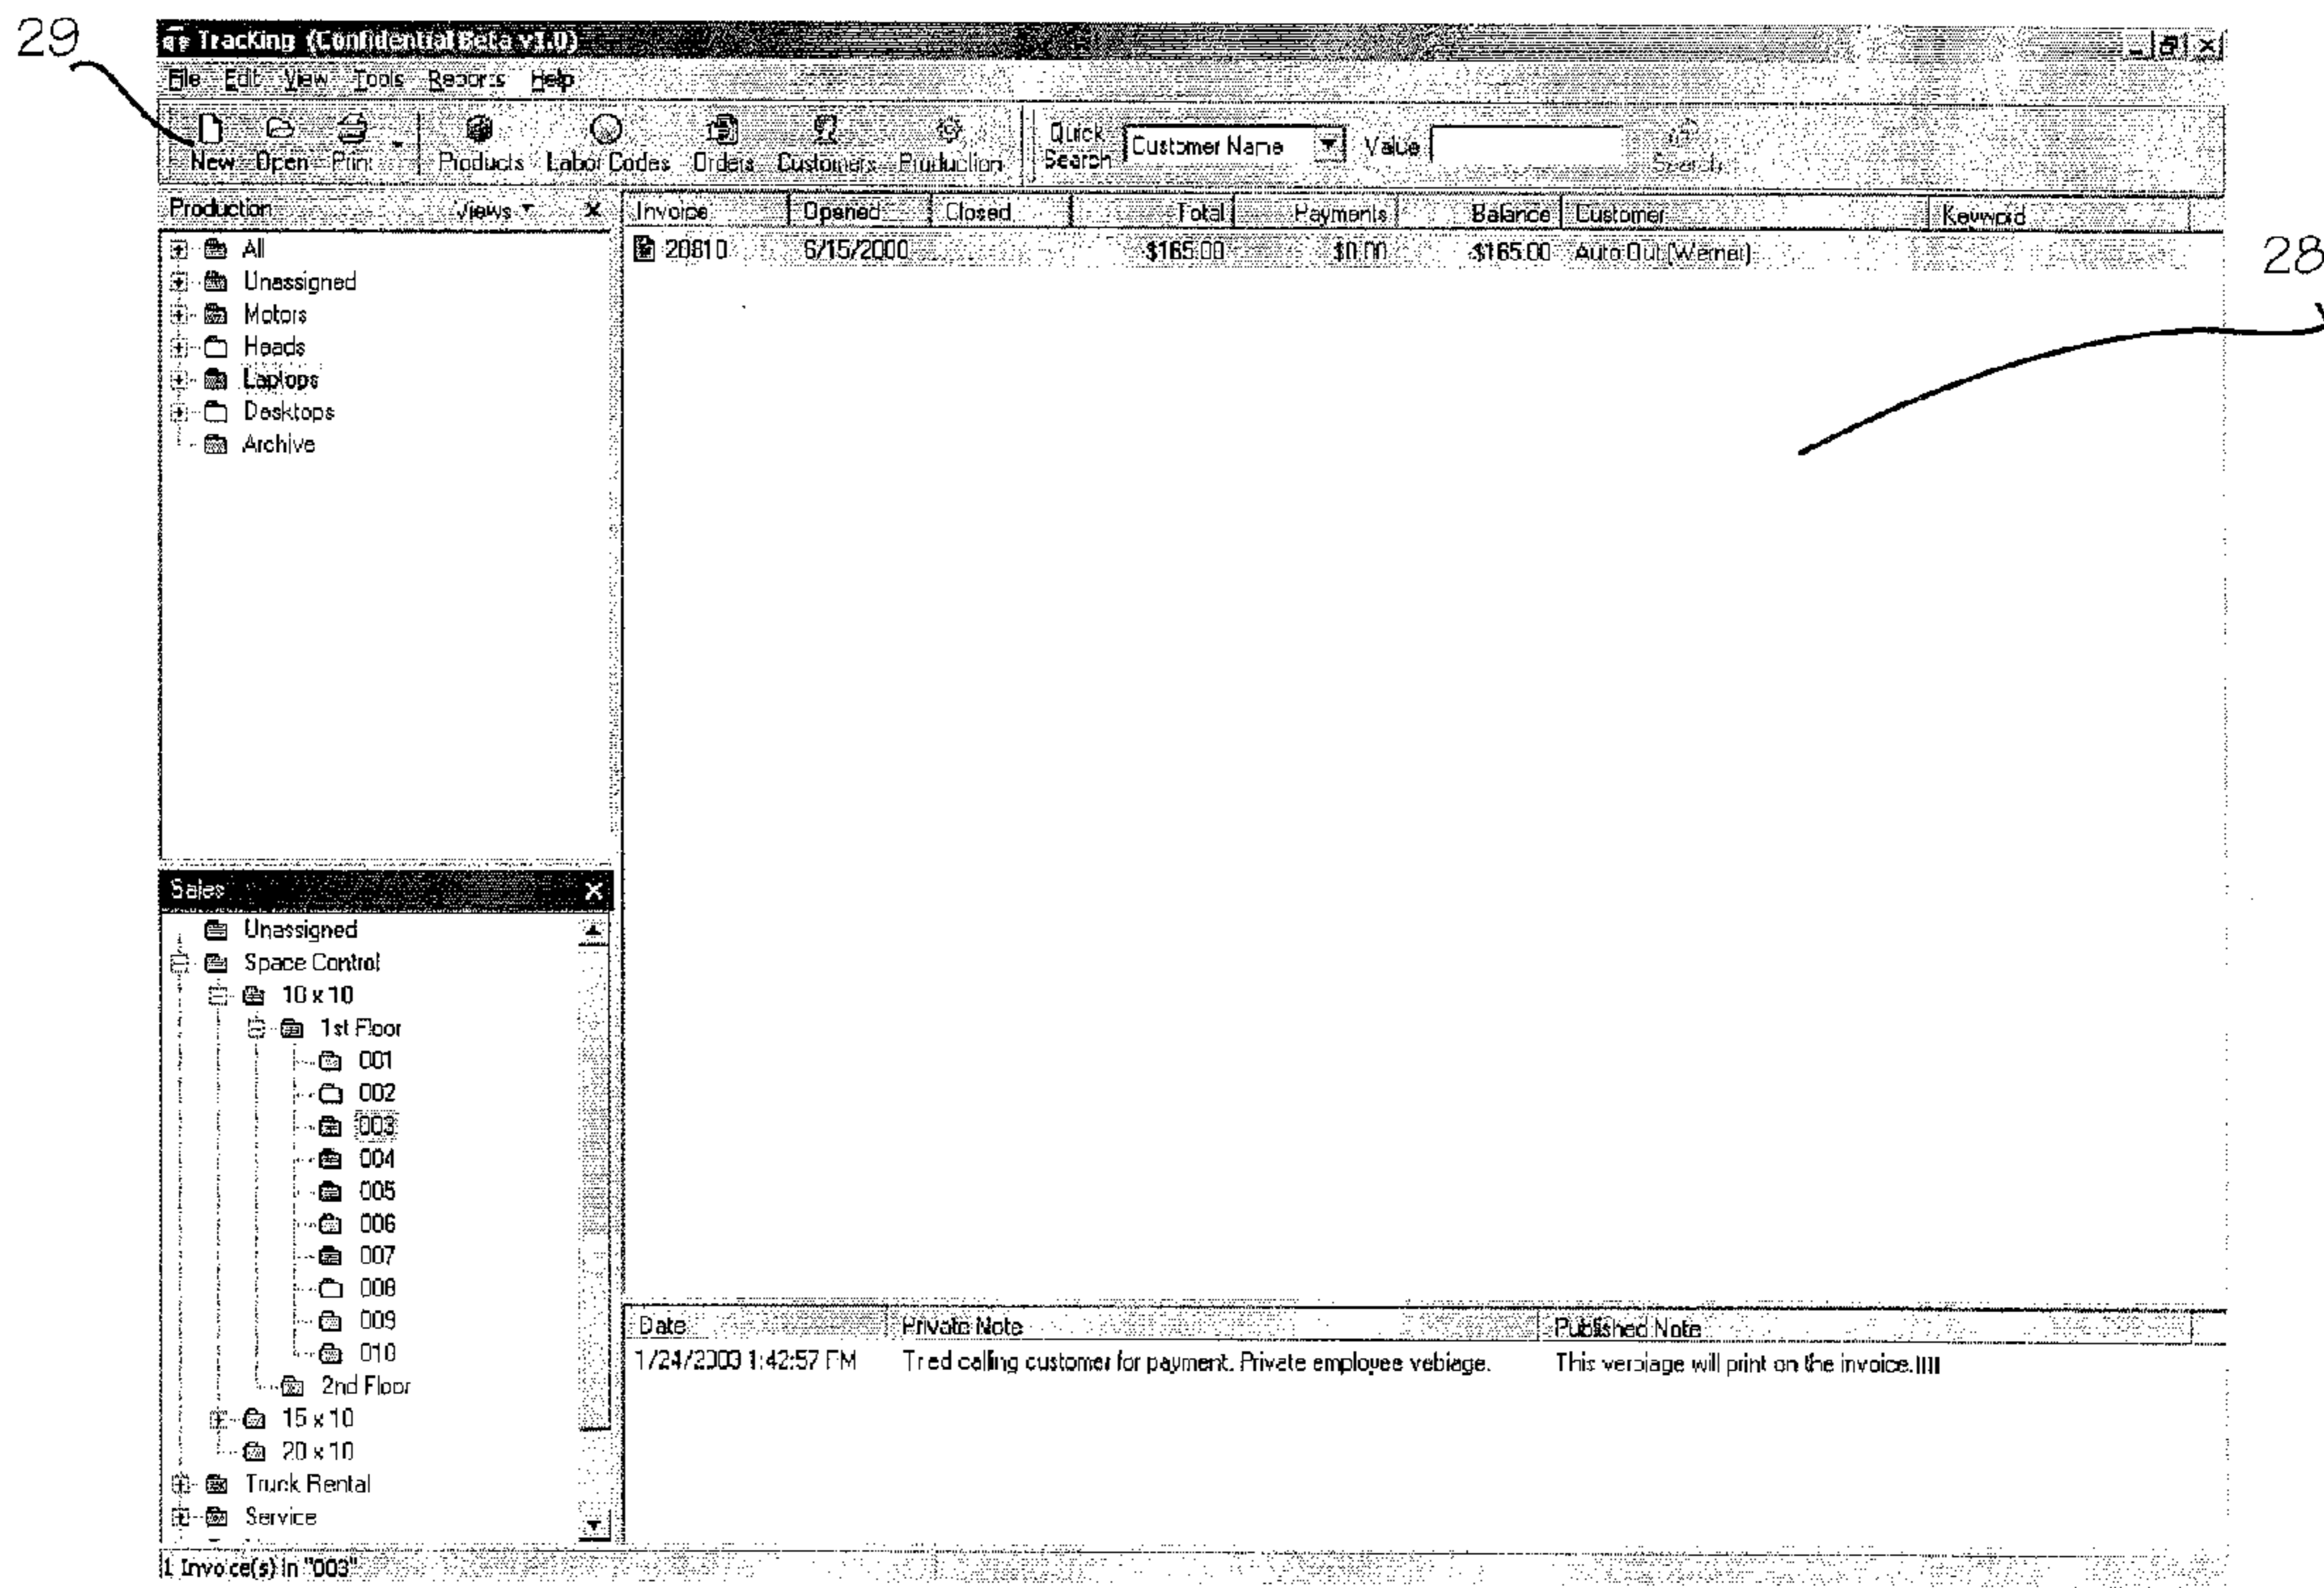 29
TracKing (Confidential Beta v1.0)
File Edit View Tools Reports Help
New Open Print Products Labor Codes Orders Customers Production Quick Search Customer Name Value Search
Production Views
Invoice Opened Closed Total Payments Balance Customer Keyword
20810 6/15/2000 -$165.00 $0.00 -$165.00 Auto Out (Werner)
28
All
Unassigned
Motors
Heads
Laptops
Desktops
Archive
Sales
Unassigned
Space Control
10 x 10
1st Floor
001
002
003
004
005
006
007
008
009
010
2nd Floor
15 x 10
20 x 10
Truck Rental
Service
Date Private Note Published Note
1/24/2003 1:42:57 PM Tried calling customer for payment. Private employee vebiage. This verbiage will print on the invoice.||||
1 Invoice(s) in "003"